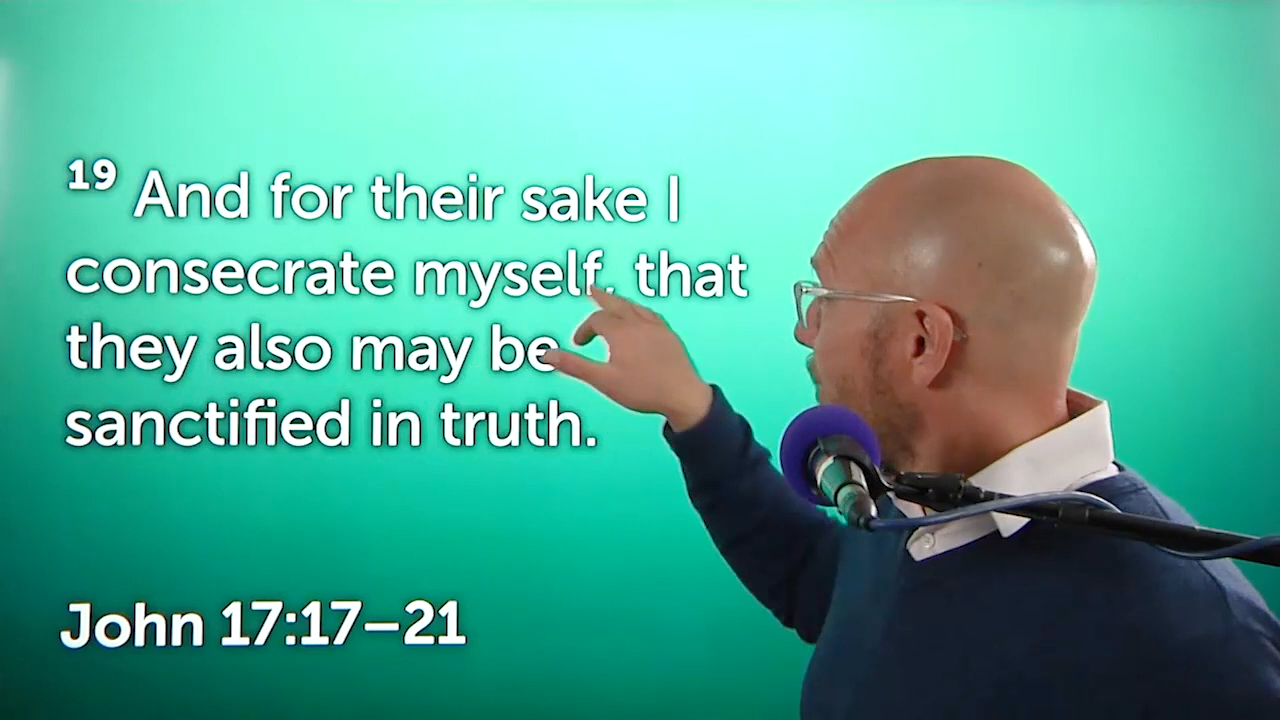 19 And for their sake I
consecrate myself, that
they also may be
sanctified in truth.
John 17:17–21